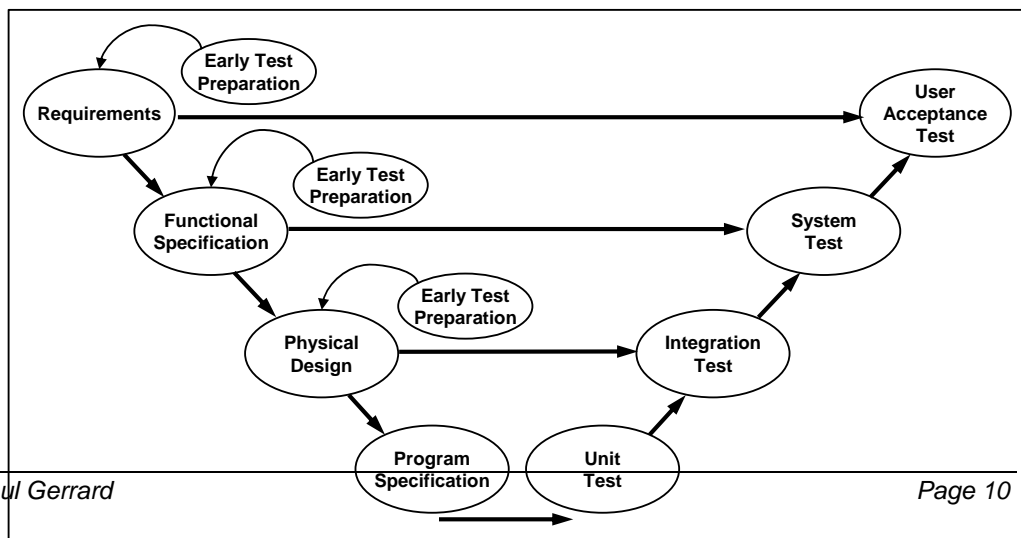 Early Test
Preparation
Requirements
User
Acceptance
Test
Early Test
Preparation
Functional
Specification
System
Test
Early Test
Preparation
Physical
Design
Integration
Test
Program
Specification
Unit
Test
ul Gerrard
Page 10